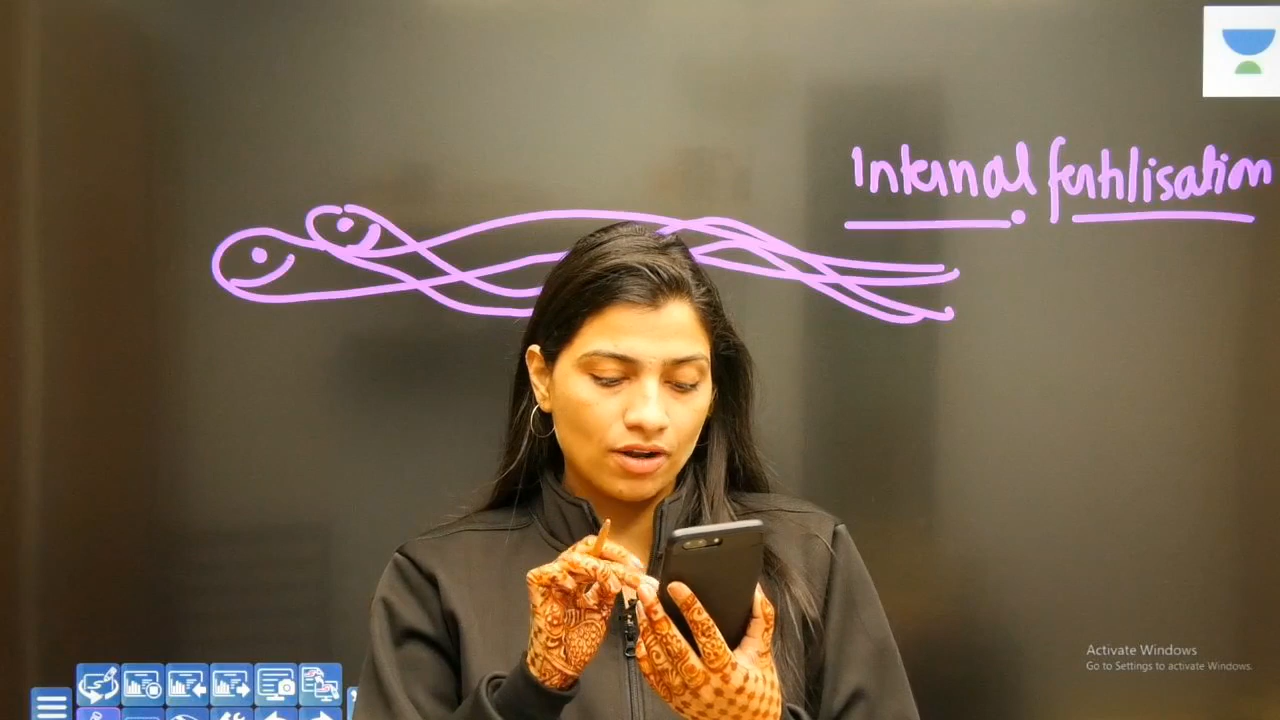 Internal fertilisation
Activate Windows
Go to Settings to activate Windows.